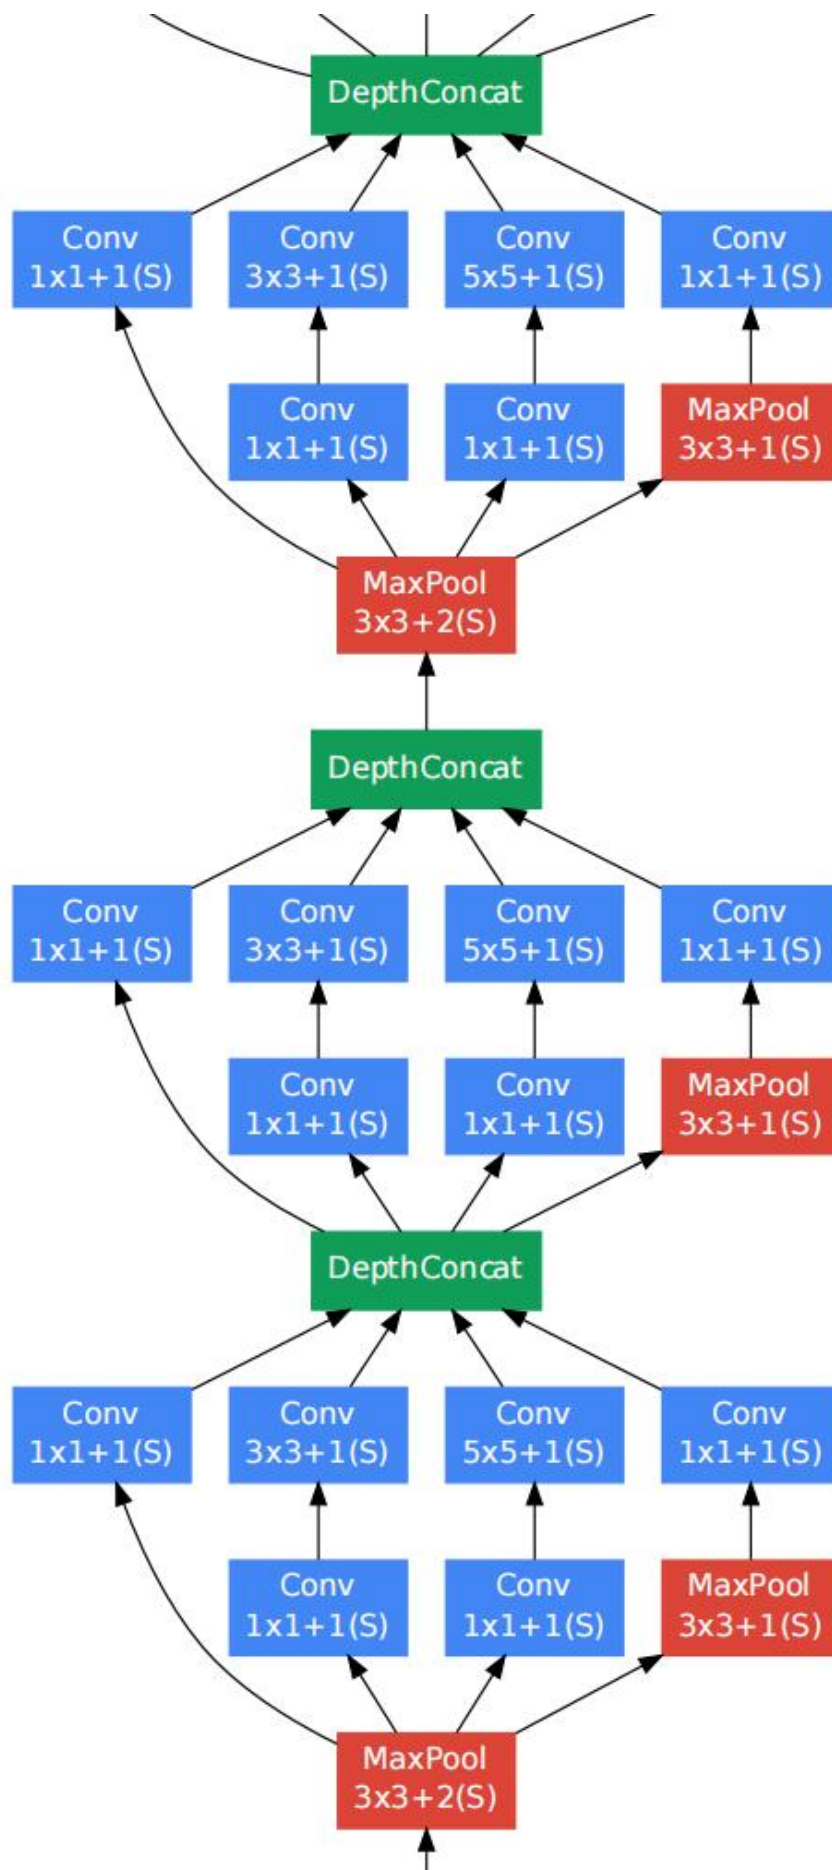 DepthConcat
Conv
1x1+1(S)
Conv
3x3+1(S)
Conv
5x5+1(S)
Conv
1x1+1(S)
Conv
1x1+1(S)
Conv
1x1+1(S)
MaxPool
3x3+1(S)
MaxPool
3x3+2(S)
DepthConcat
Conv
1x1+1(S)
Conv
3x3+1(S)
Conv
5x5+1(S)
Conv
1x1+1(S)
Conv
1x1+1(S)
Conv
1x1+1(S)
MaxPool
3x3+1(S)
DepthConcat
Conv
1x1+1(S)
Conv
3x3+1(S)
Conv
5x5+1(S)
Conv
1x1+1(S)
Conv
1x1+1(S)
Conv
1x1+1(S)
MaxPool
3x3+1(S)
MaxPool
3x3+2(S)